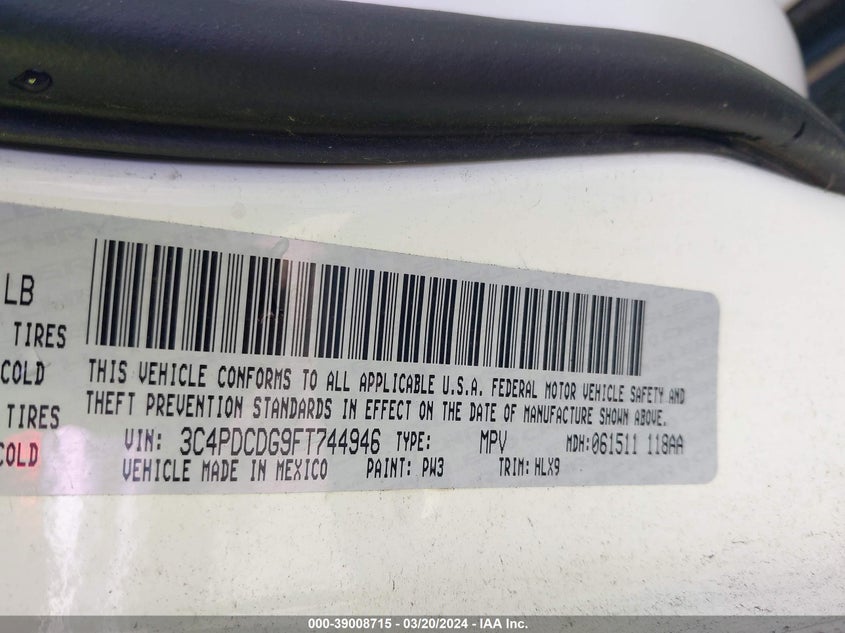 LB
TIRES
COLD
TIRES
COLD
THIS VEHICLE CONFORMS TO ALL APPLICABLE U.S.A. FEDERAL MOTOR VEHICLE SAFETY AND
THEFT PREVENTION STANDARDS IN EFFECT ON THE DATE OF MANUFACTURE SHOWN ABOVE.
VIN: 3C4PDCDG9FT744946 TYPE: MPV MDH:061511 118AA
VEHICLE MADE IN MEXICO PAINT: PW3 TRIM: HLX9
000-39008715 - 03/20/2024 - IAA Inc.